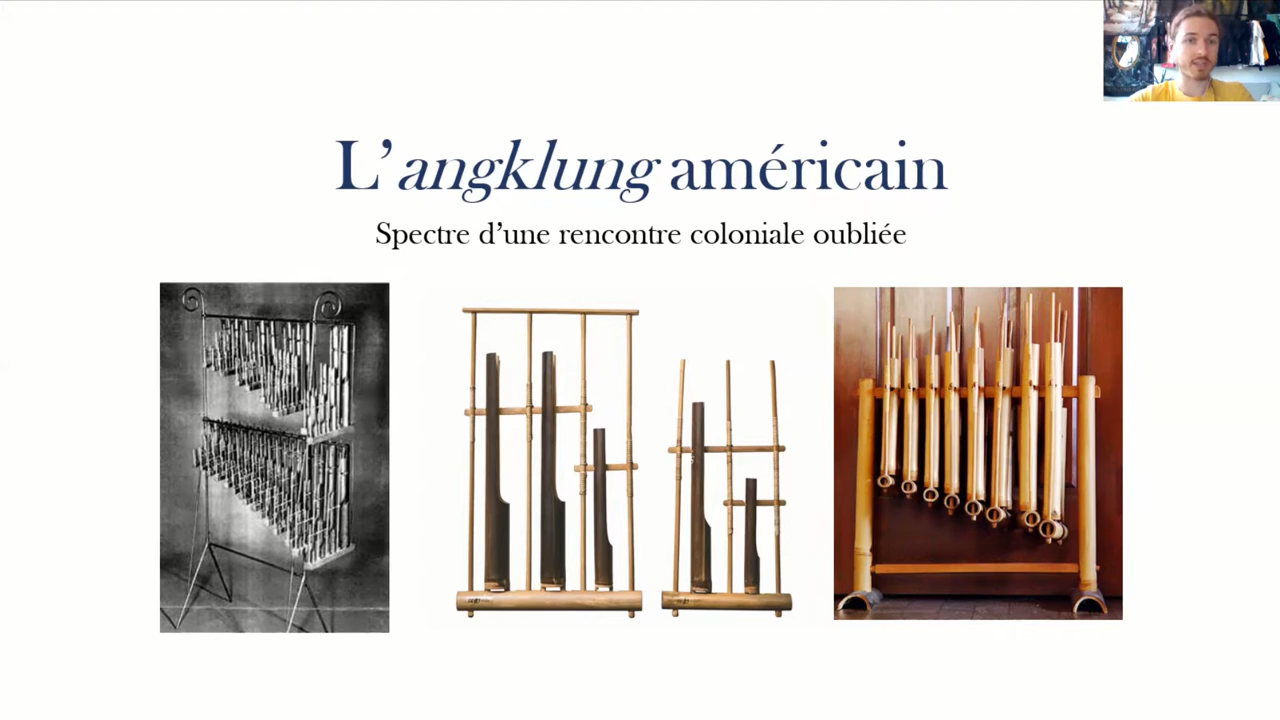 L’angklung américain
Spectre d’une rencontre coloniale oubliée